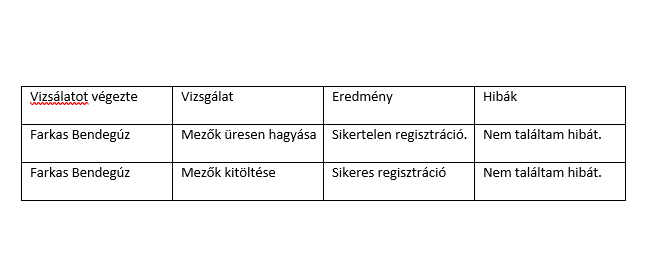 Vizsálatot végezte Vizsgálat Eredmény Hibák
Farkas Bendegúz Mezők üresen hagyása Sikertelen regisztráció. Nem találtam hibát.
Farkas Bendegúz Mezők kitöltése Sikeres regisztráció Nem találtam hibát.